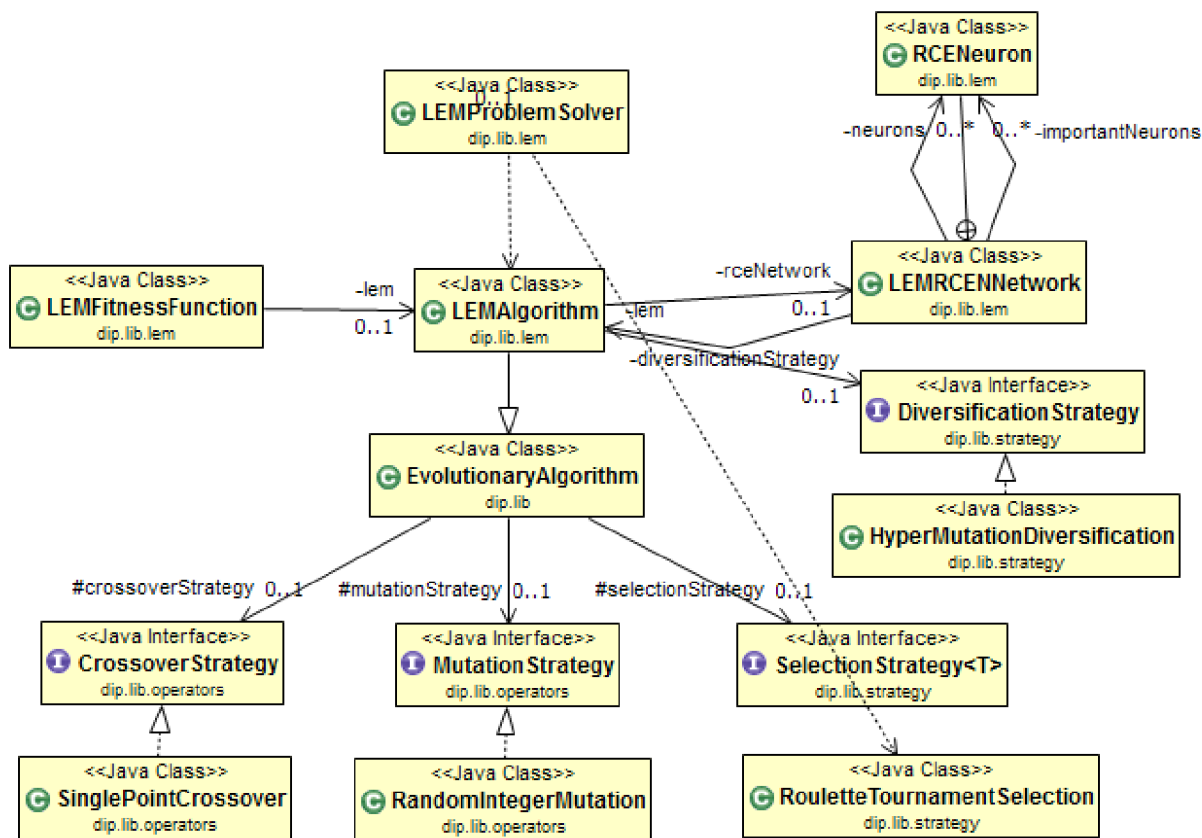 <<Java Class>>
RCENeuron
dip.lib.lem
<<Java Class>>
0..1
LEMProblemSolver
dip.lib.lem
-neurons 0..* 0..* -importantNeurons
<<Java Class>>
LEMFitnessFunction
dip.lib.lem
-lem
0..1
<<Java Class>>
LEMAlgorithm
dip.lib.lem
-rceNetwork
0..1
-lem
<<Java Class>>
LEMRCENNetwork
dip.lib.lem
-diversificationStrategy
0..1
<<Java Interface>>
DiversificationStrategy
dip.lib.strategy
<<Java Class>>
EvolutionaryAlgorithm
dip.lib
<<Java Class>>
HyperMutationDiversification
dip.lib.strategy
#crossoverStrategy 0..1
#mutationStrategy 0..1
#selectionStrategy 0..1
<<Java Interface>>
CrossoverStrategy
dip.lib.operators
<<Java Interface>>
MutationStrategy
dip.lib.operators
<<Java Interface>>
SelectionStrategy<T>
dip.lib.strategy
<<Java Class>>
SinglePointCrossover
dip.lib.operators
<<Java Class>>
RandomIntegerMutation
dip.lib.operators
<<Java Class>>
RouletteTournamentSelection
dip.lib.strategy